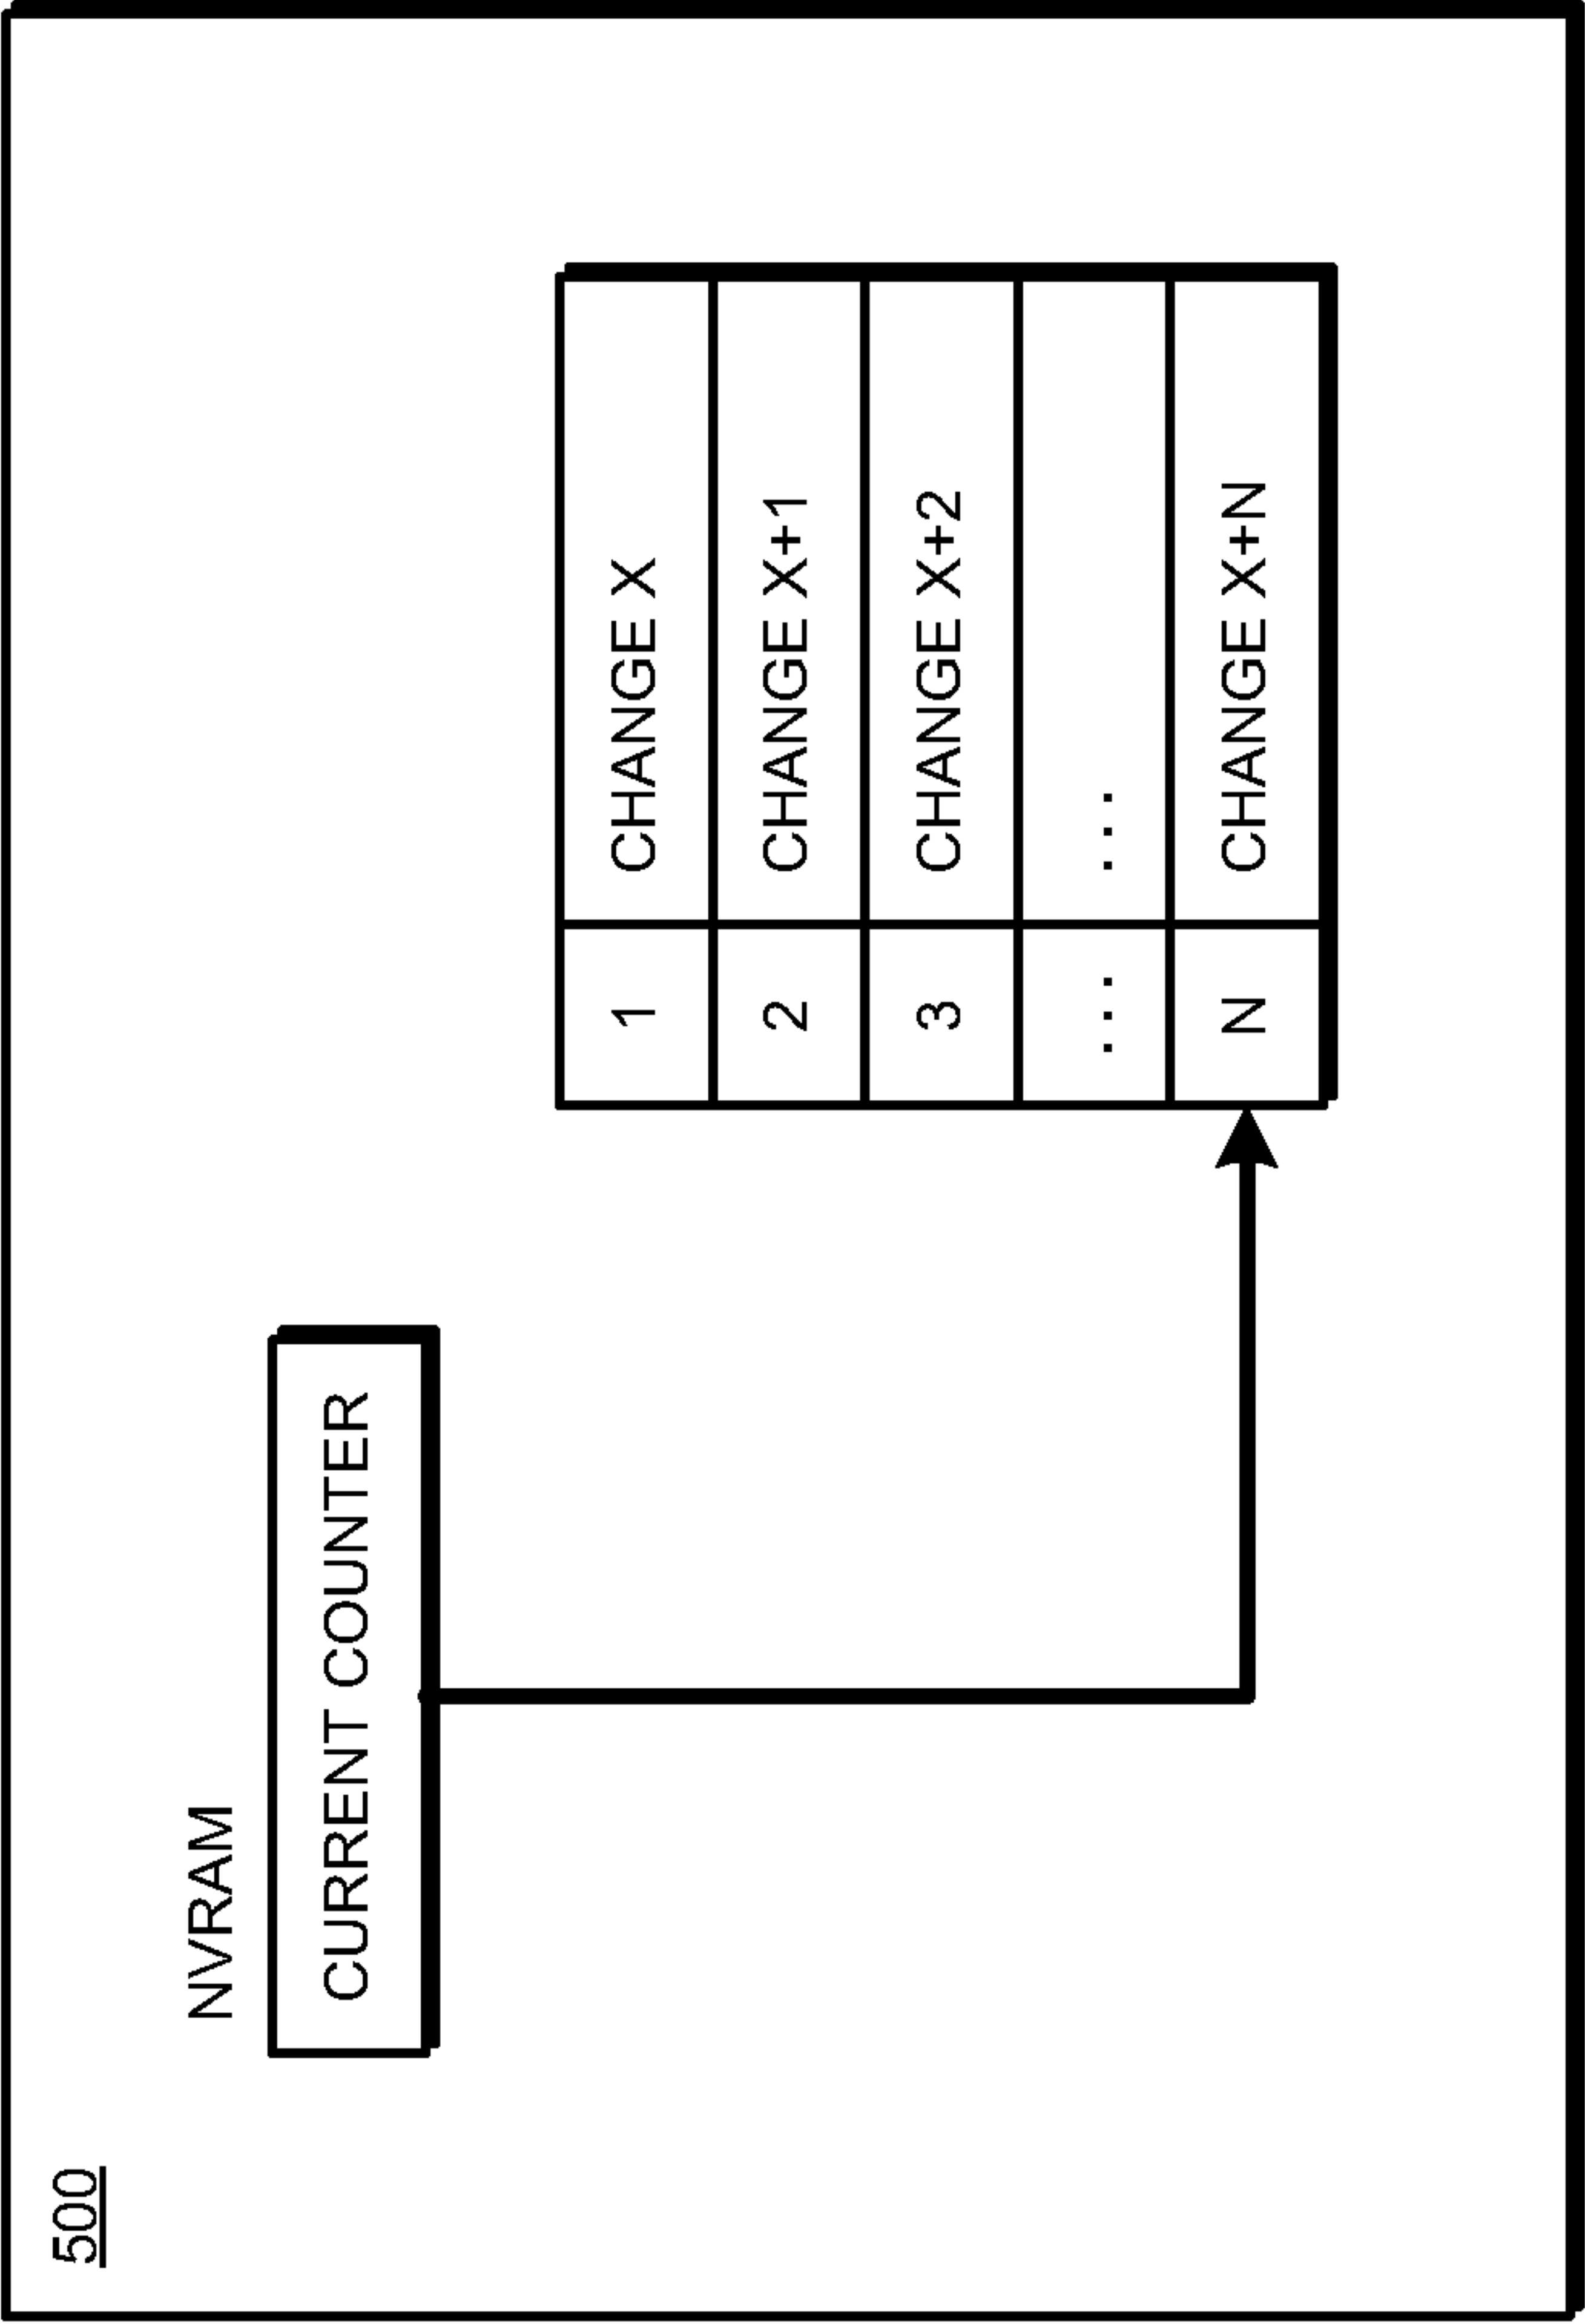 500
NVRAM
CURRENT COUNTER
1 CHANGE X
2 CHANGE X+1
3 CHANGE X+2
... ...
N CHANGE X+N